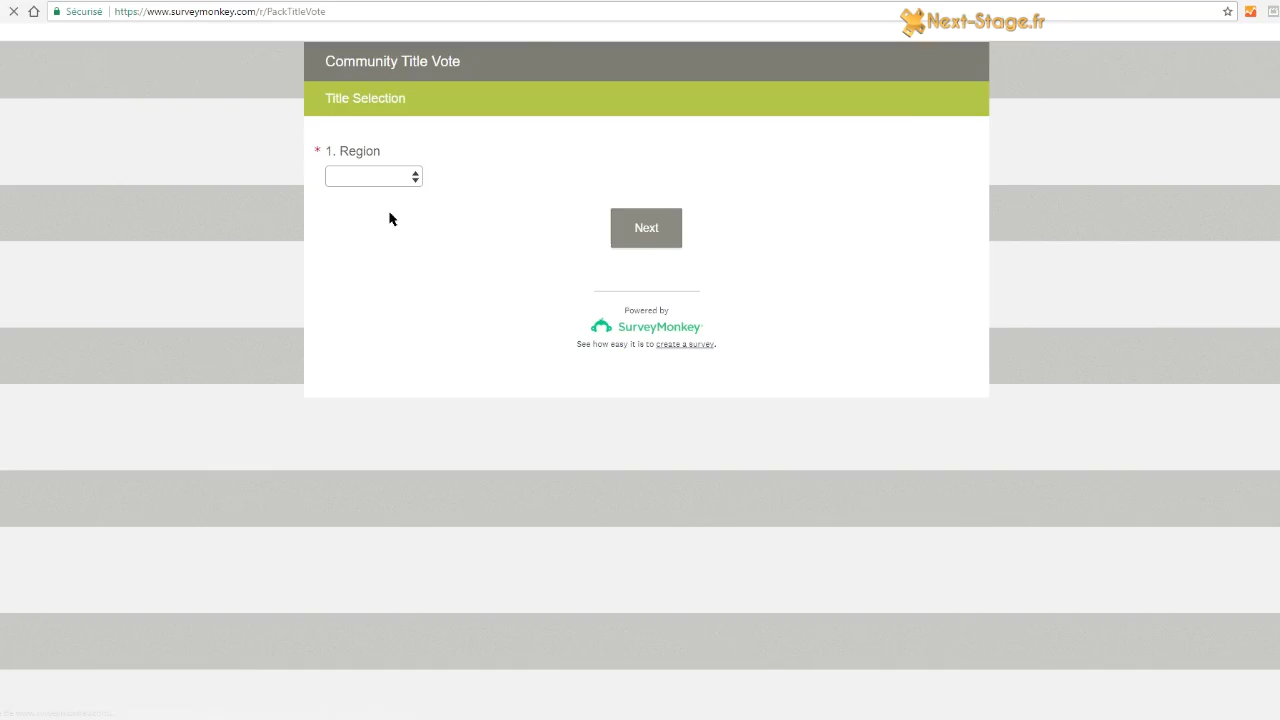 Sécurisé https://www.surveymonkey.com/r/PackTitleVote
Next-Stage.fr
Community Title Vote
Title Selection
* 1. Region
Next
Powered by
SurveyMonkey
See how easy it is to create a survey.